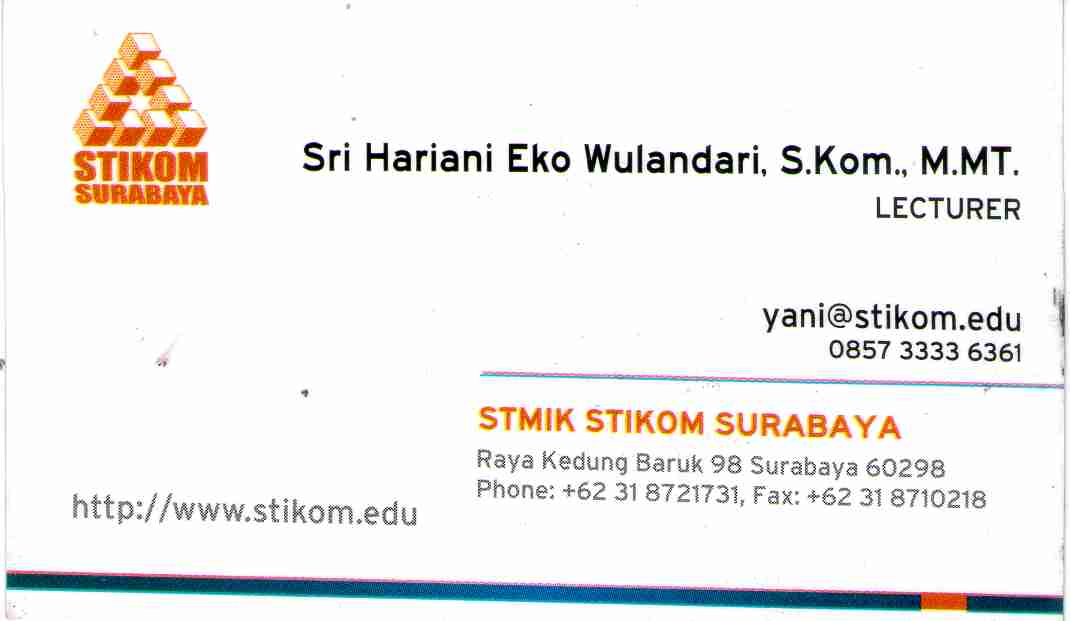 STIKOM
SURABAYA
Sri Hariani Eko Wulandari, S.Kom., M.MT.
LECTURER
yani@stikom.edu
0857 3333 6361
STMIK STIKOM SURABAYA
Raya Kedung Baruk 98 Surabaya 60298
Phone: +62 31 8721731, Fax: +62 31 8710218
http://www.stikom.edu